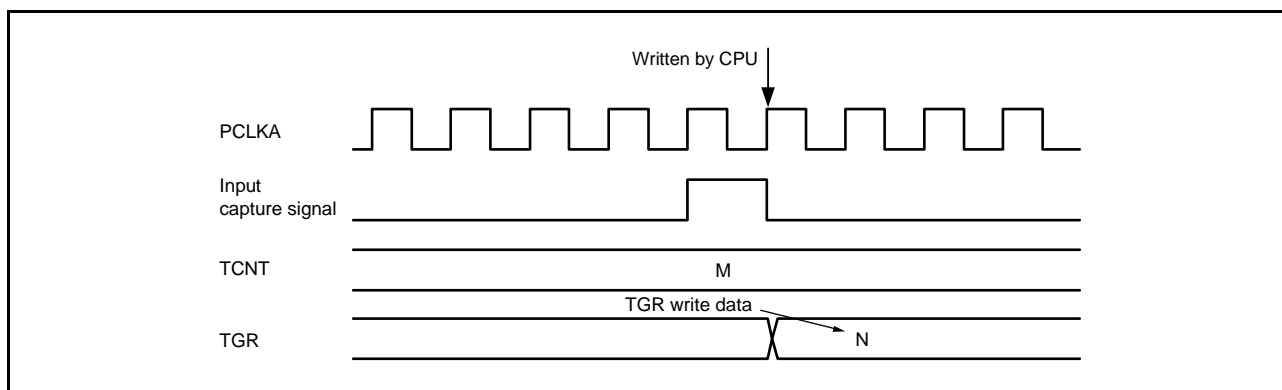 Written by CPU
PCLKA
Input
capture signal
TCNT
M
TGR write data
TGR
N